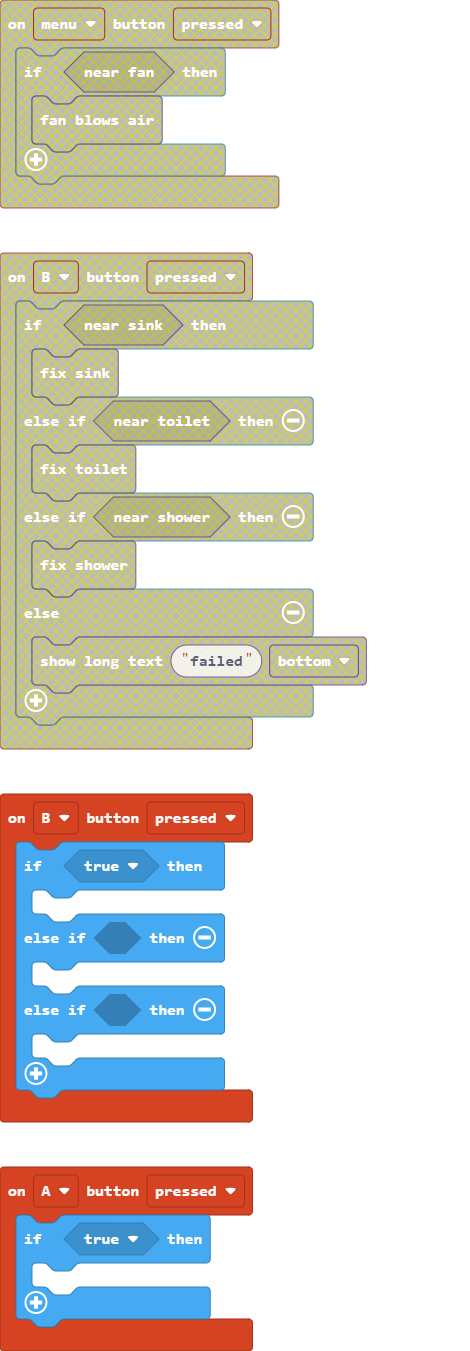 on menu button pressed
if near fan then
fan blows air
on B button pressed
if near sink then
fix sink
else if near toilet then
fix toilet
else if near shower then
fix shower
else
show long text "failed" bottom
on B button pressed
if true then
else if then
else if then
on A button pressed
if true then